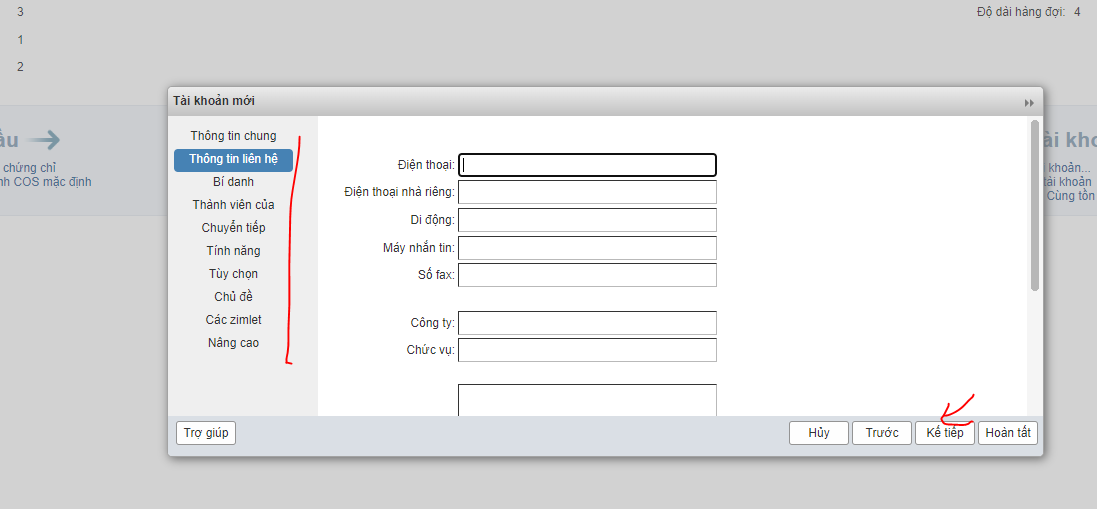 3
Độ dài hàng đợi: 4
1
2
Tài khoản mới
Thông tin chung
Thông tin liên hệ
Bí danh
Thành viên của
Chuyển tiếp
Tính năng
Tùy chọn
Chủ đề
Các zimlet
Nâng cao
Điện thoại:
Điện thoại nhà riêng:
Di động:
Máy nhắn tin:
Số fax:
Công ty:
Chức vụ:
ầu
chứng chỉ
nh COS mặc định
ài kho
khoản...
tài khoản
Cùng tồn
Trợ giúp
Hủy
Trước
Kế tiếp
Hoàn tất